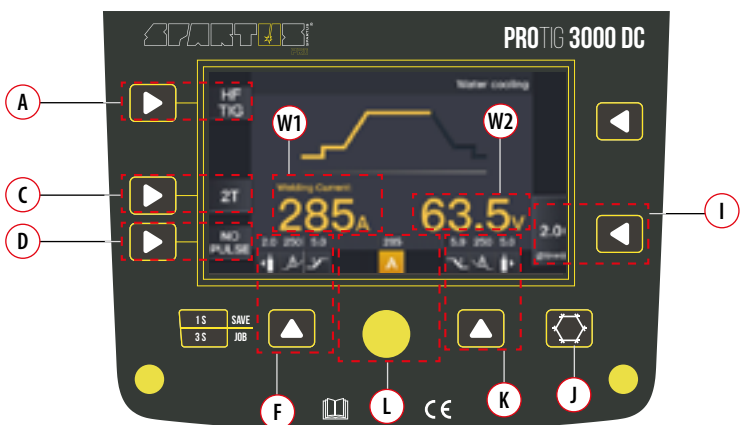 SPARTUS®
PROTIG 3000 DC
Water cooling
A
HF
TIG
W1
W2
C
2T
Welding Current
285A
63.5V
I
D
NO
PULSE
2.0
2.0 250 5.0
285
5.0 250 5.0
A
1 S SAVE
3 S JOB
F
L
K
J
CE